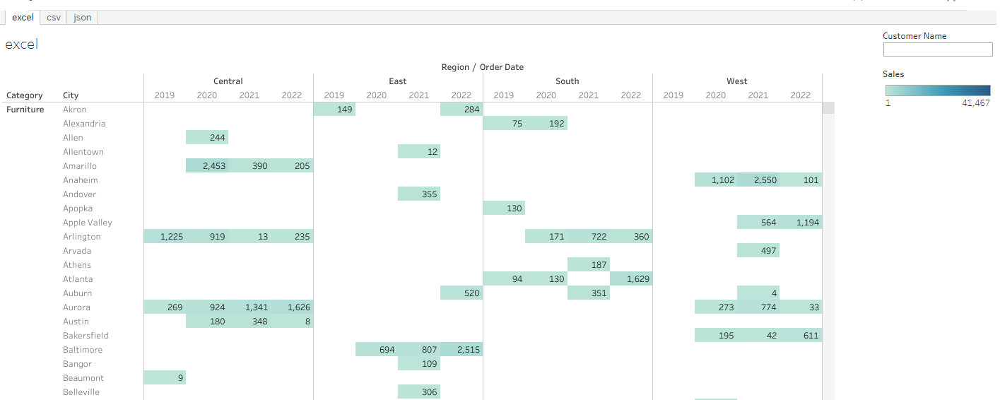 excel csv json
excel
Customer Name
Sales
1 41,467
Region / Order Date
Central East South West
Category City 2019 2020 2021 2022 2019 2020 2021 2022 2019 2020 2021 2022 2019 2020 2021 2022
Furniture Akron 149 284
Alexandria 75 192
Allen 244
Allentown 12
Amarillo 2,453 390 205
Anaheim 1,102 2,550 101
Andover 355
Apopka 130
Apple Valley 564 1,194
Arlington 1,225 919 13 235 171 722 360
Arvada 497
Athens 187
Atlanta 94 130 1,629
Auburn 520 351 4
Aurora 269 924 1,341 1,626 273 774 33
Austin 180 348 8
Bakersfield 195 42 611
Baltimore 694 807 2,515
Bangor 109
Beaumont 9
Belleville 306